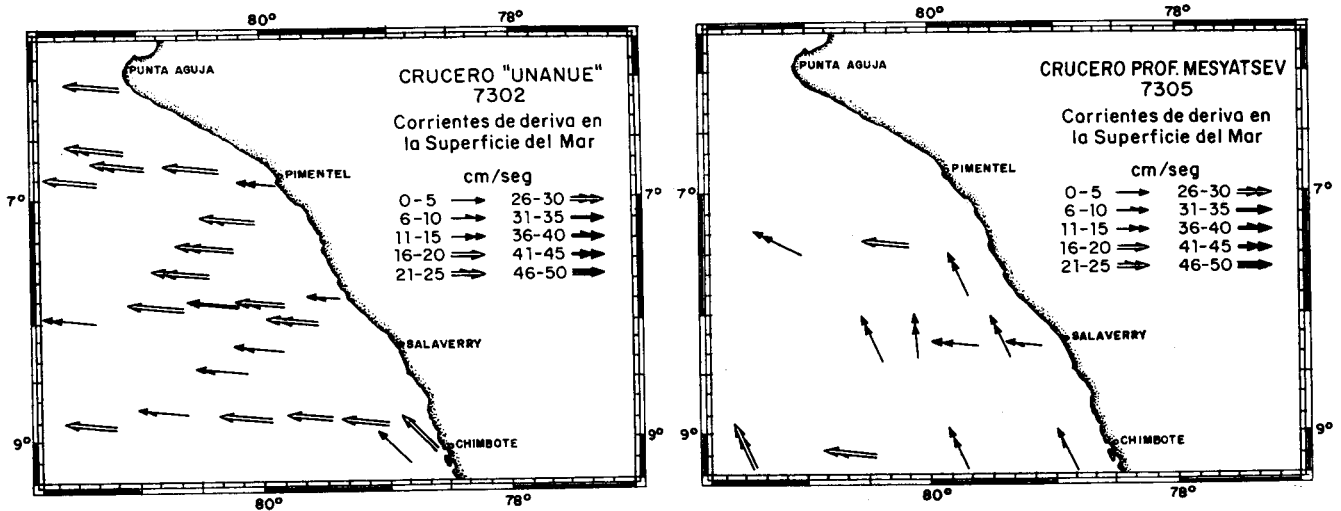 80° 78°
PUNTA AGUJA
CRUCERO "UNANUE"
7302
Corrientes de deriva en
la Superficie del Mar
PIMENTEL
cm/seg
0-5 26-30
6-10 31-35
11-15 36-40
16-20 41-45
21-25 46-50
7° 7°
SALAVERRY
CHIMBOTE
9° 9°
80° 78°
80° 78°
PUNTA AGUJA
CRUCERO PROF. MESYATSEV
7305
Corrientes de deriva en
la Superficie del Mar
PIMENTEL
cm/seg
0-5 26-30
6-10 31-35
11-15 36-40
16-20 41-45
21-25 46-50
7° 7°
SALAVERRY
CHIMBOTE
9° 9°
80° 78°